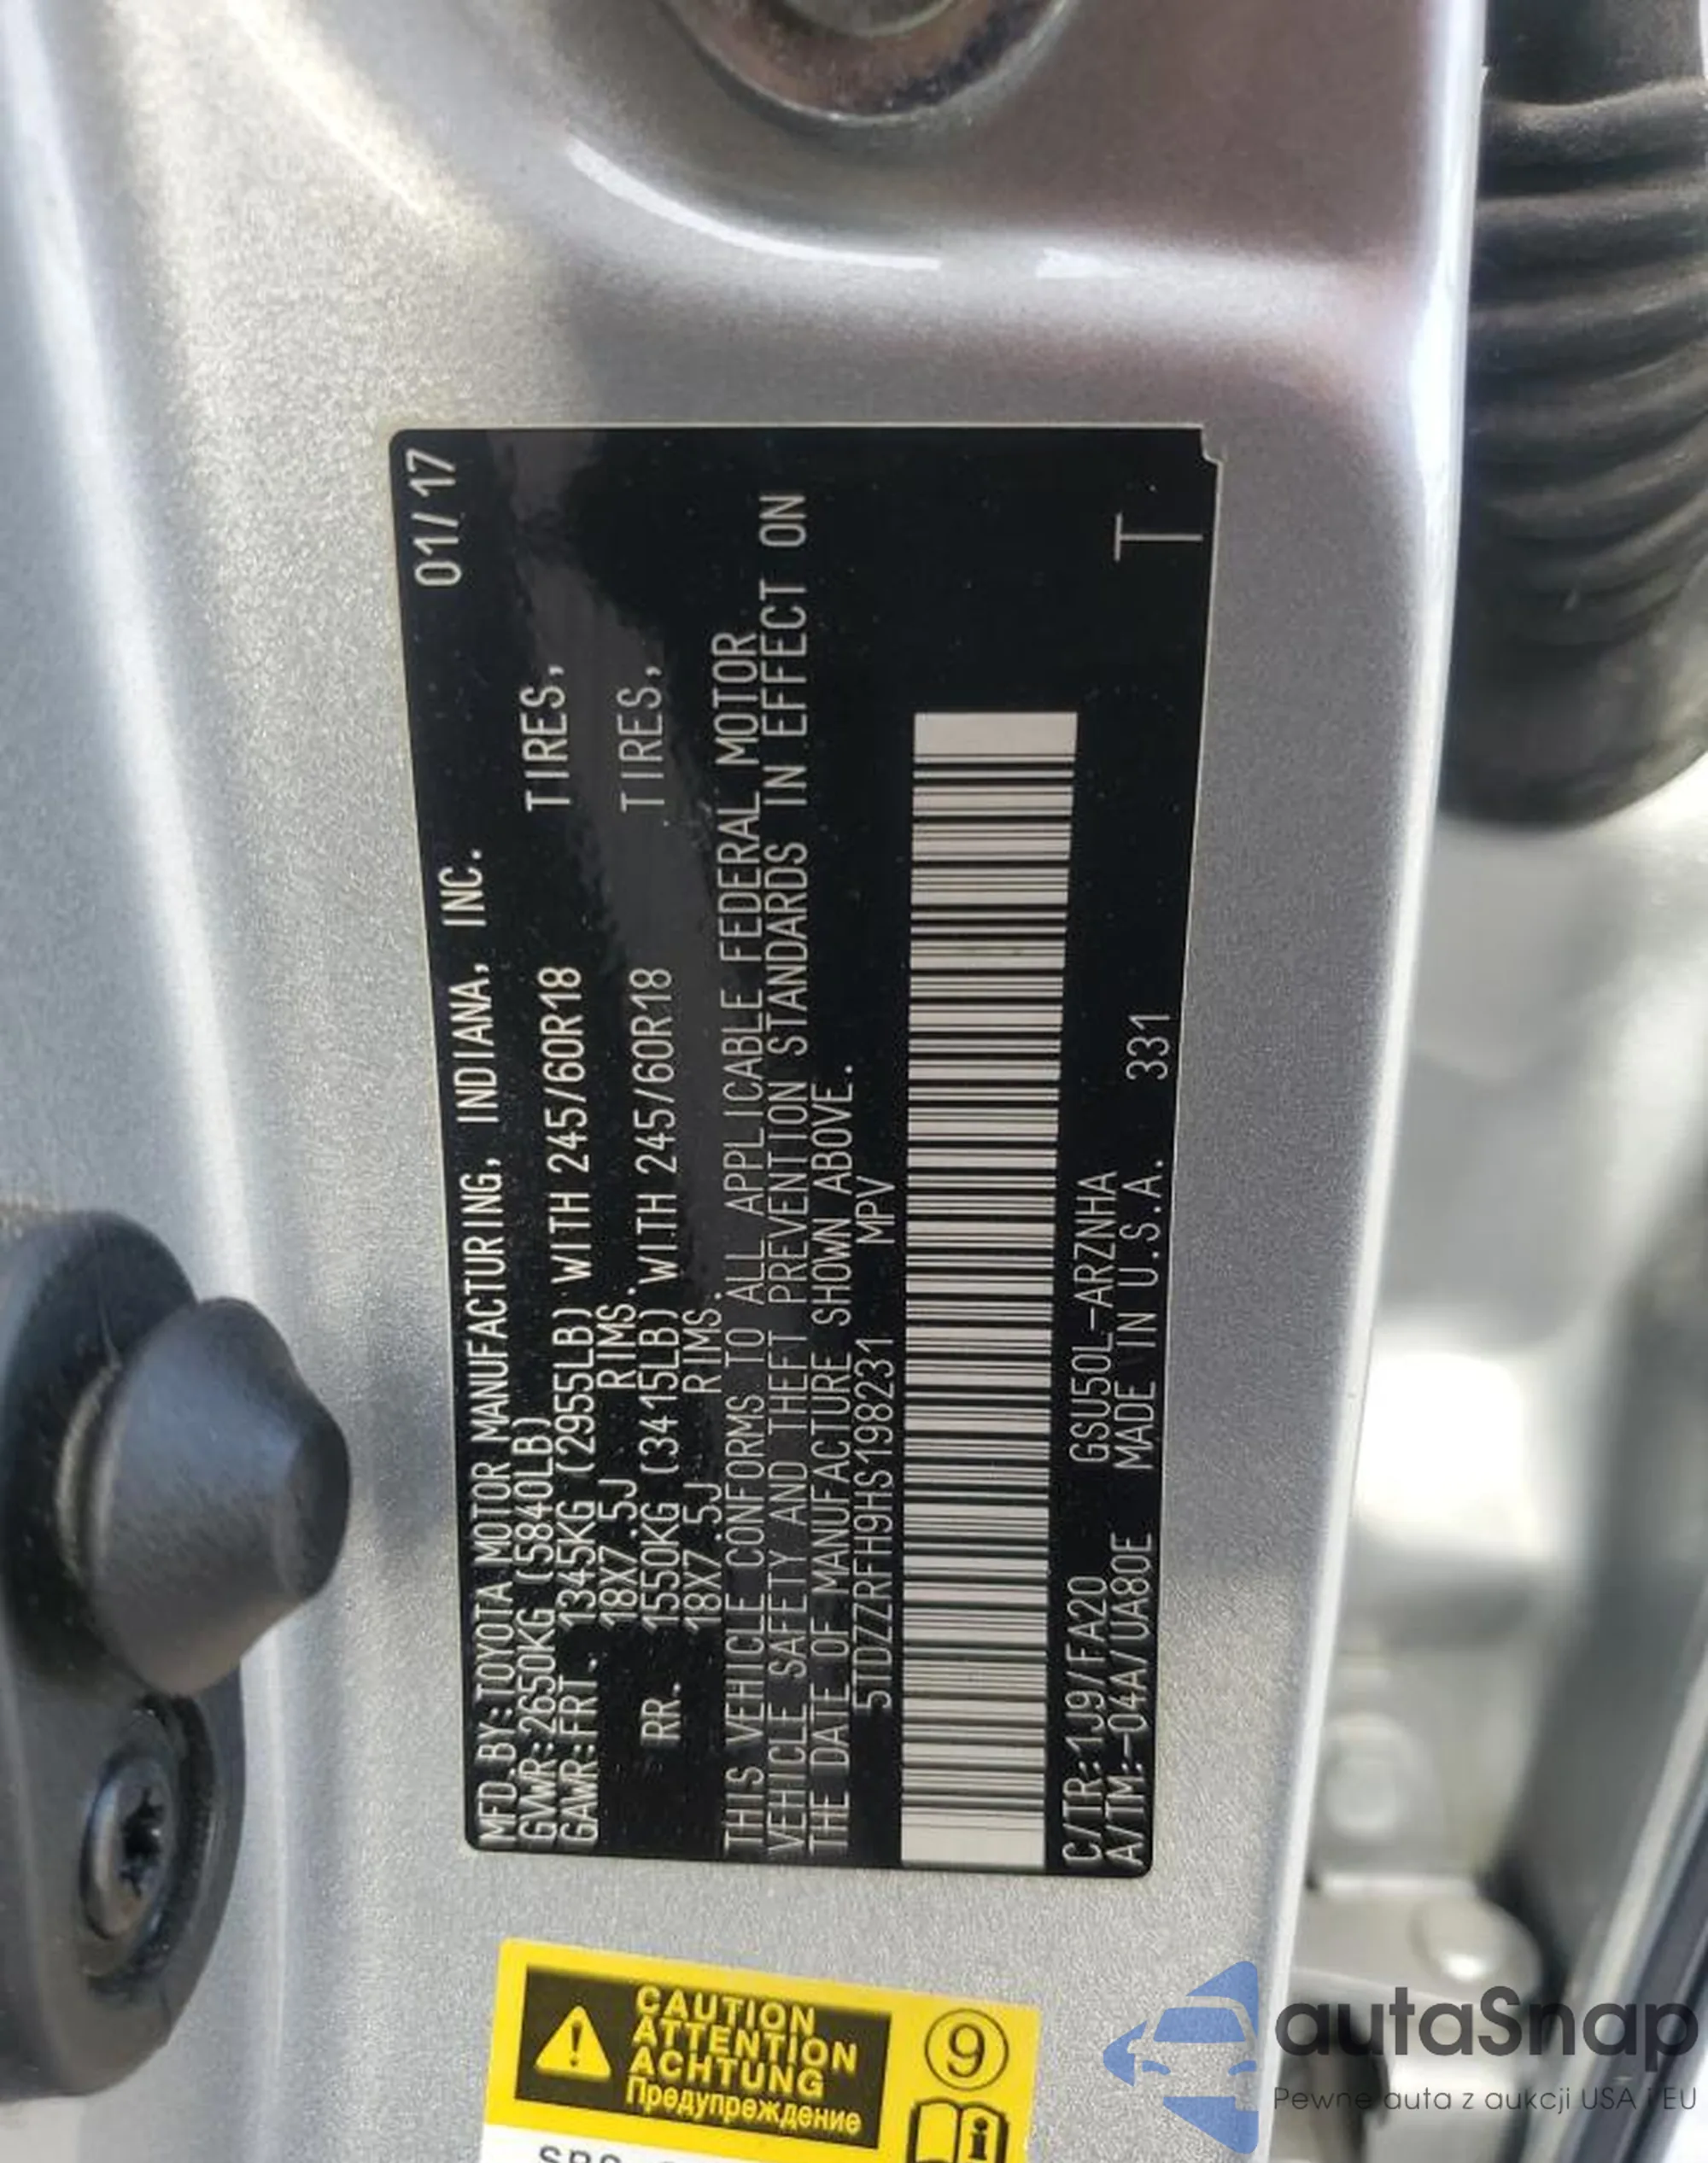 01/17
MFD.BY:TOYOTA MOTOR MANUFACTURING, INDIANA, INC.
GVWR:2650KG (5840LB)
GAWR:FRT. 1345KG (2955LB) WITH 245/60R18 TIRES,
18X7.5J RIMS.
RR. 1550KG (3415LB) WITH 245/60R18 TIRES,
18X7.5J RIMS.
THIS VEHICLE CONFORMS TO ALL APPLICABLE FEDERAL MOTOR
VEHICLE SAFETY AND THEFT PREVENTION STANDARDS IN EFFECT ON
THE DATE OF MANUFACTURE SHOWN ABOVE.
5TDZZRFH9HS198231 MPV
C/TR:1J9/FA20 GSU50L-ARZNHA
A/TM:-04A/UA80E MADE IN U.S.A. 331
T
CAUTION
ATTENTION
ACHTUNG
Предупреждение
9
i
autaSnap
Pewne auta z aukcji USA i EU